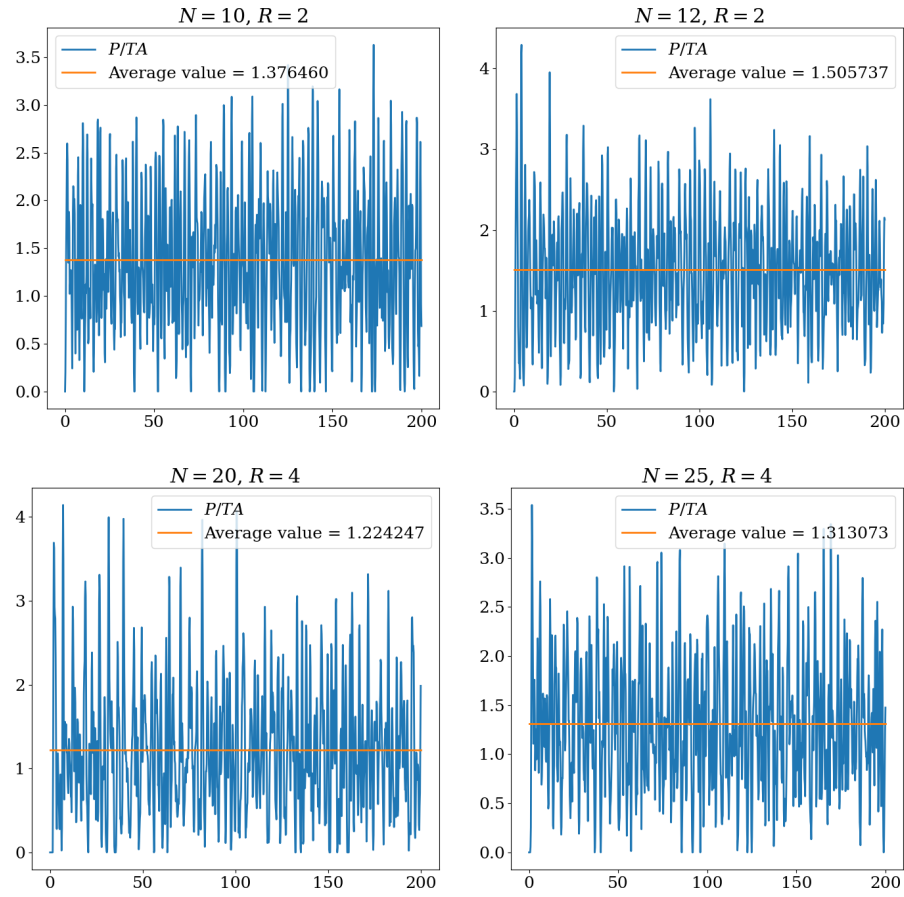 N = 10, R = 2
P/TA
Average value = 1.376460
3.5
3.0
2.5
2.0
1.5
1.0
0.5
0.0
0 50 100 150 200
N = 12, R = 2
P/TA
Average value = 1.505737
4
3
2
1
0
0 50 100 150 200
N = 20, R = 4
P/TA
Average value = 1.224247
4
3
2
1
0
0 50 100 150 200
N = 25, R = 4
P/TA
Average value = 1.313073
3.5
3.0
2.5
2.0
1.5
1.0
0.5
0.0
0 50 100 150 200